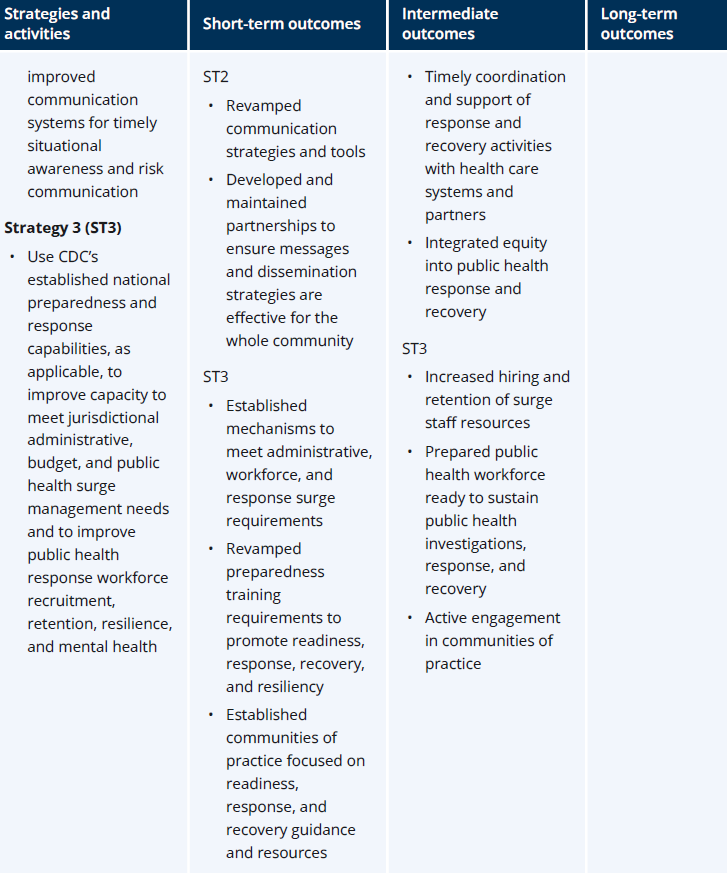 Strategies and
activities
Short-term outcomes
Intermediate
outcomes
Long-term
outcomes
improved
communication
systems for timely
situational
awareness and risk
communication
Strategy 3 (ST3)
• Use CDC’s
established national
preparedness and
response
capabilities, as
applicable, to
improve capacity to
meet jurisdictional
administrative,
budget, and public
health surge
management needs
and to improve
public health
response workforce
recruitment,
retention, resilience,
and mental health
ST2
• Revamped
communication
strategies and tools
• Developed and
maintained
partnerships to
ensure messages
and dissemination
strategies are
effective for the
whole community
ST3
• Established
mechanisms to
meet administrative,
workforce, and
response surge
requirements
• Revamped
preparedness
training
requirements to
promote readiness,
response, recovery,
and resiliency
• Established
communities of
practice focused on
readiness,
response, and
recovery guidance
and resources
• Timely coordination
and support of
response and
recovery activities
with health care
systems and
partners
• Integrated equity
into public health
response and
recovery
ST3
• Increased hiring and
retention of surge
staff resources
• Prepared public
health workforce
ready to sustain
public health
investigations,
response, and
recovery
• Active engagement
in communities of
practice